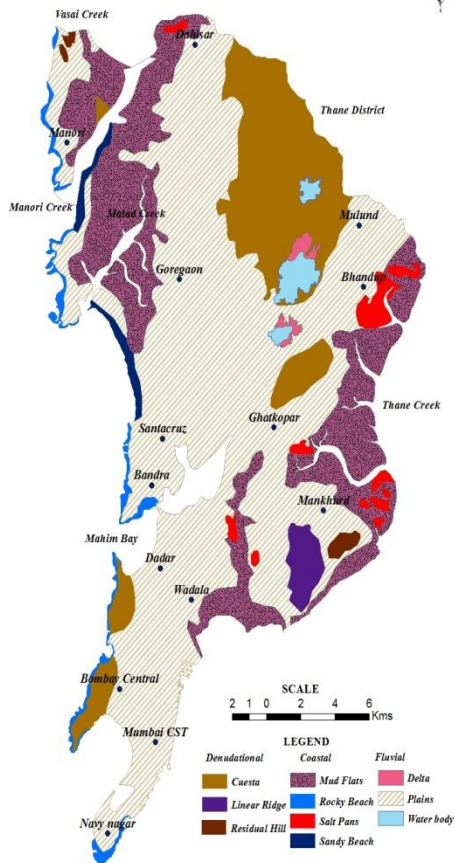 Vasai Creek
Dahisar
Thane District
Manori
Manori Creek
Malad Creek
Mulund
Goregaon
Bhandup
Thane Creek
Santacruz
Ghatkopar
Bandra
Mankhurd
Mahim Bay
Dadar
Wadala
Bombay Central
Mumbai CST
Navy nagar
SCALE
2 1 0 2 4 6
Kms
LEGEND
Denudational
Cuesta
Linear Ridge
Residual Hill
Coastal
Mud Flats
Rocky Beach
Salt Pans
Sandy Beach
Fluvial
Delta
Plains
Water body